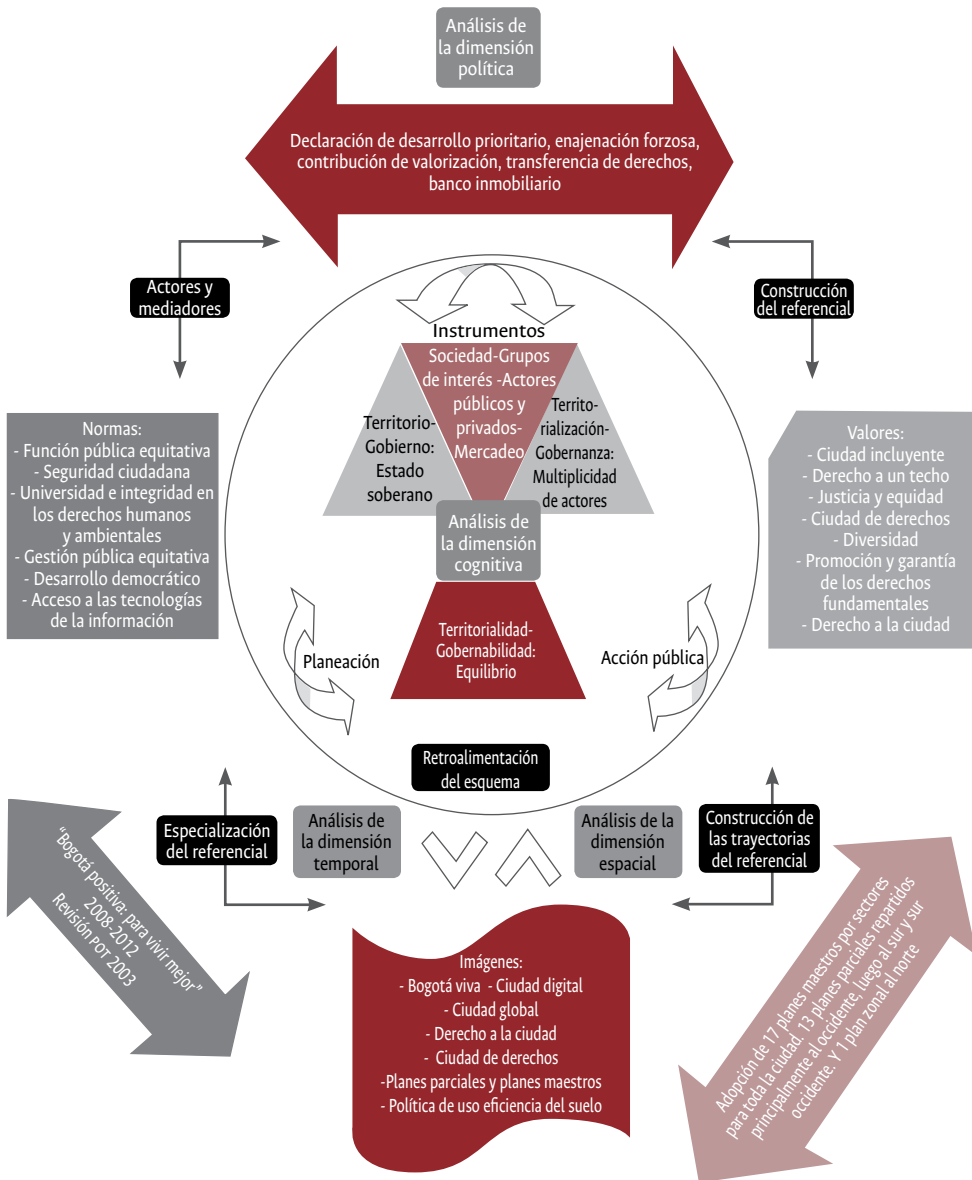 Análisis de
la dimensión
política
Declaración de desarrollo prioritario, enajenación forzosa,
contribución de valorización, transferencia de derechos,
banco inmobiliario
Actores y
mediadores
Construcción
del referencial
Instrumentos
Sociedad-Grupos
de interés -Actores
públicos y
privados-
Mercadeo
Territorio-
Gobierno:
Estado
soberano
Territo-
rialización-
Gobernanza:
Multiplicidad
de actores
Normas:
- Función pública equitativa
- Seguridad ciudadana
- Universidad e integridad en
los derechos humanos
y ambientales
- Gestión pública equitativa
- Desarrollo democrático
- Acceso a las tecnologías
de la información
Valores:
- Ciudad incluyente
- Derecho a un techo
- Justicia y equidad
- Ciudad de derechos
- Diversidad
- Promoción y garantía
de los derechos
fundamentales
- Derecho a la ciudad
Análisis de
la dimensión
cognitiva
Territorialidad-
Gobernabilidad:
Equilibrio
Planeación
Acción pública
Retroalimentación
del esquema
Especialización
del referencial
Análisis de
la dimensión
temporal
Análisis de la
dimensión
espacial
Construcción de
las trayectorias
del referencial
"Bogotá positiva: para vivir mejor"
2008-2012
Revisión POT 2003
Imágenes:
- Bogotá viva - Ciudad digital
- Ciudad global
- Derecho a la ciudad
- Ciudad de derechos
-Planes parciales y planes maestros
- Política de uso eficiencia del suelo
Adopción de 17 planes maestros por sectores
para toda la ciudad. 13 planes parciales repartidos
principalmente al occidente, luego al sur y sur
occidente. Y 1 plan zonal al norte